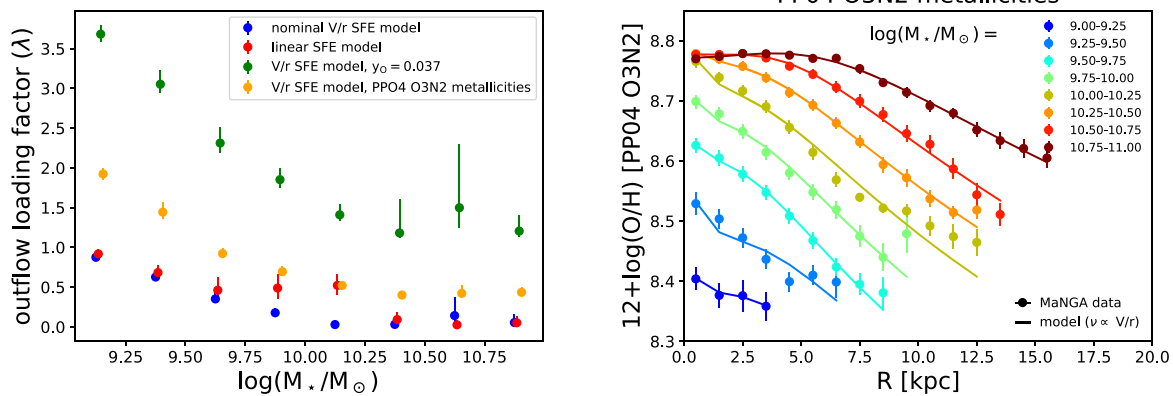 nominal V/r SFE model
linear SFE model
V/r SFE model, y_O = 0.037
V/r SFE model, PPO4 O3N2 metallicities
outflow loading factor (λ)
3.5
3.0
2.5
2.0
1.5
1.0
0.5
0.0
9.25 9.50 9.75 10.00 10.25 10.50 10.75
log(M⋆/M⊙)
PP04 O3N2 metallicities
log(M⋆/M⊙) =
9.00-9.25
9.25-9.50
9.50-9.75
9.75-10.00
10.00-10.25
10.25-10.50
10.50-10.75
10.75-11.00
12+log(O/H) [PP04 O3N2]
8.8
8.7
8.6
8.5
8.4
8.3
MaNGA data
model (ν ∝ V/r)
0.0 2.5 5.0 7.5 10.0 12.5 15.0 17.5 20.0
R [kpc]